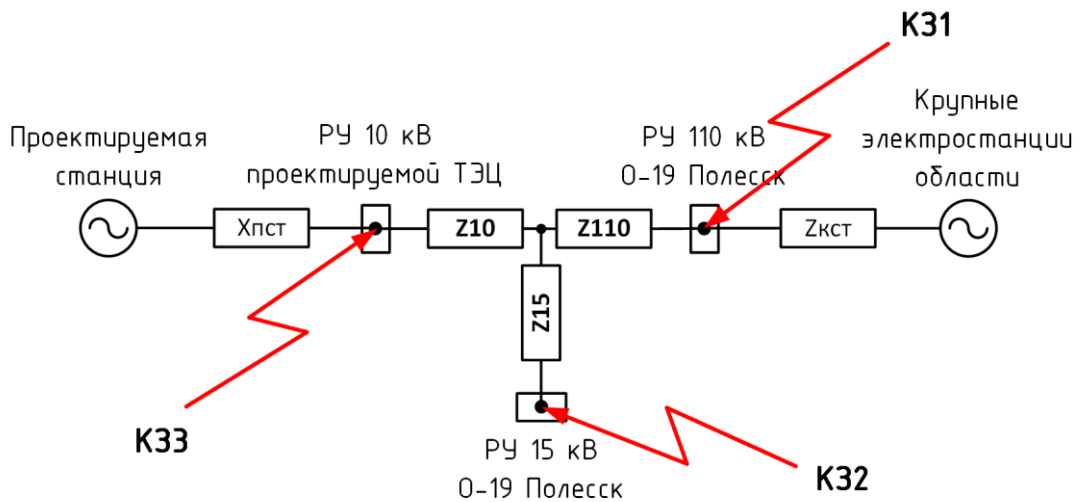 КЗ1
Проектируемая
станция
РУ 10 кВ
проектируемой ТЭЦ
РУ 110 кВ
О-19 Полесск
Крупные
электростанции
области
Xпст
Z10
Z110
Zкст
Z15
КЗ3
РУ 15 кВ
О-19 Полесск
КЗ2